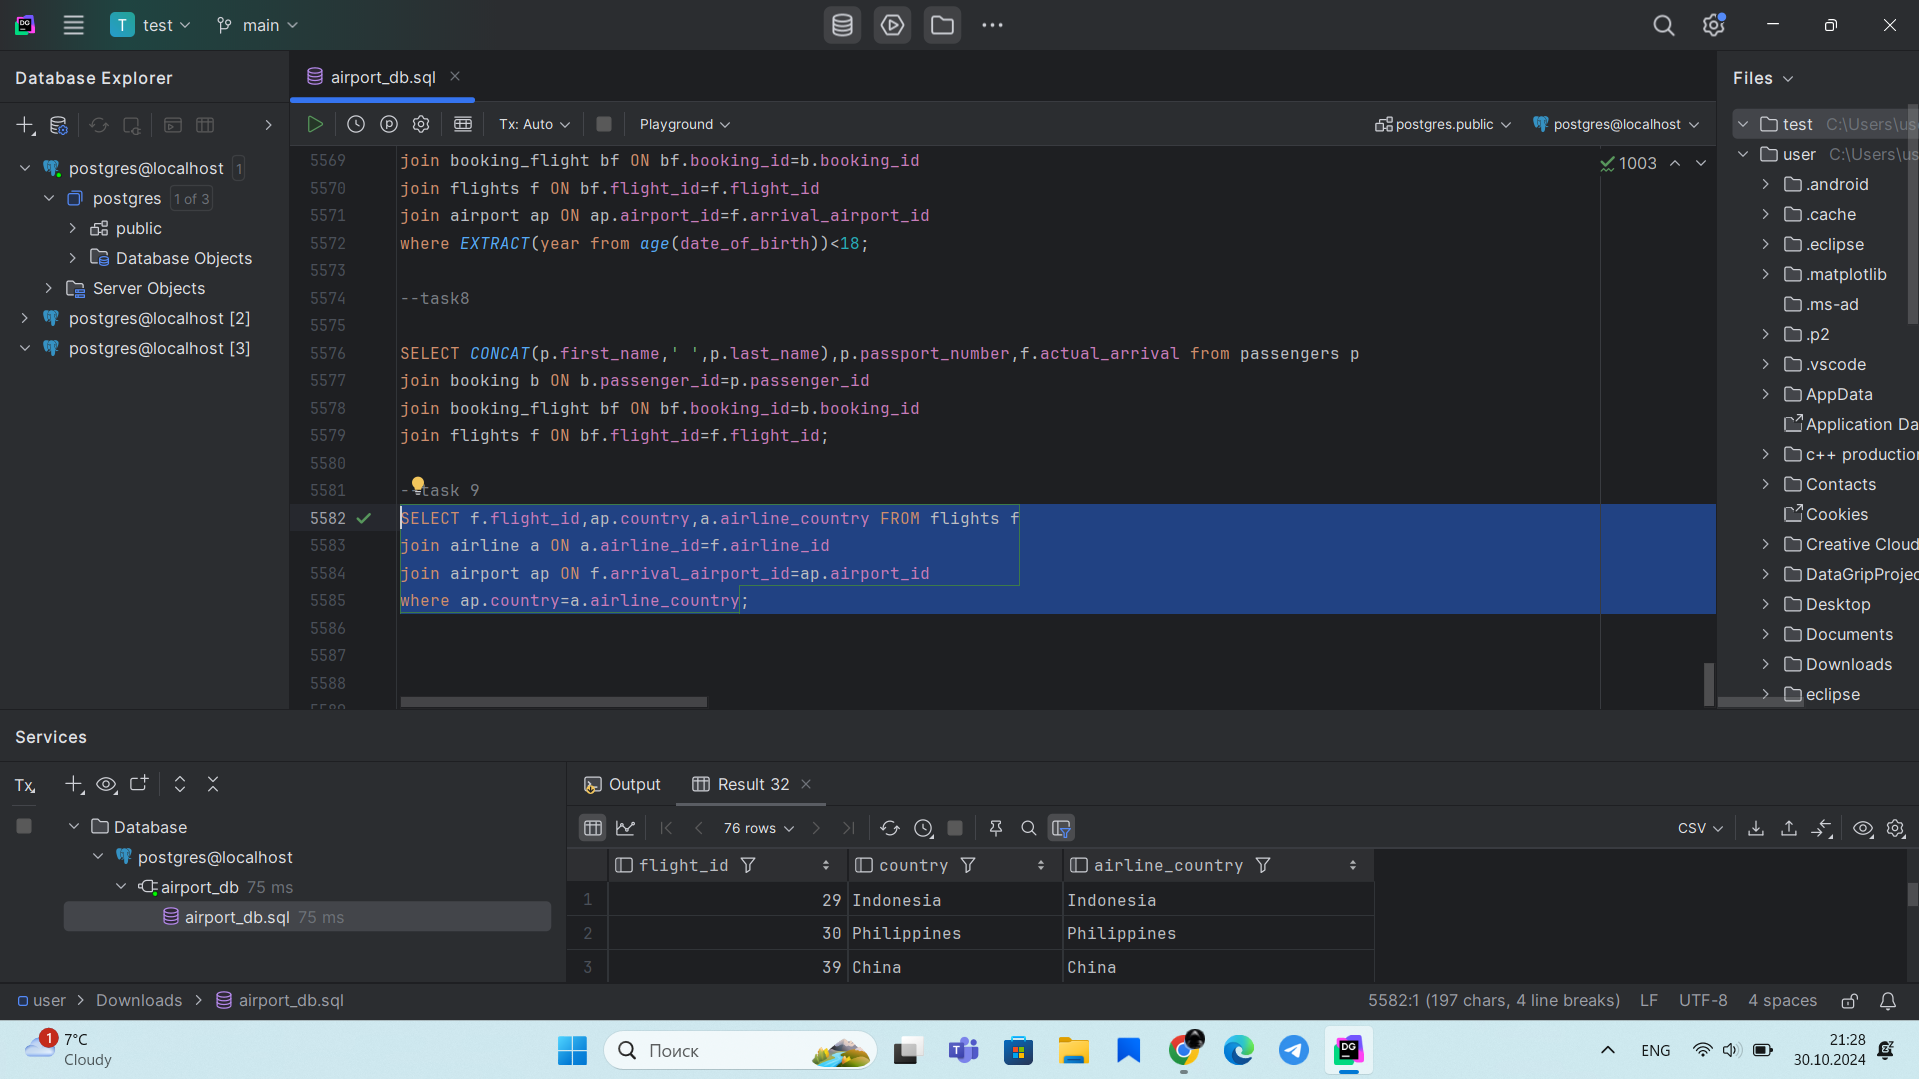 T test main
Database Explorer
airport_db.sql
Files
Tx: Auto
Playground
postgres.public
postgres@localhost
postgres@localhost 1
postgres 1 of 3
public
Database Objects
Server Objects
postgres@localhost [2]
postgres@localhost [3]
1003
5569 join booking_flight bf ON bf.booking_id=b.booking_id
5570 join flights f ON bf.flight_id=f.flight_id
5571 join airport ap ON ap.airport_id=f.arrival_airport_id
5572 where EXTRACT(year from age(date_of_birth))<18;
5573
5574 --task8
5575
5576 SELECT CONCAT(p.first_name,' ',p.last_name),p.passport_number,f.actual_arrival from passengers p
5577 join booking b ON b.passenger_id=p.passenger_id
5578 join booking_flight bf ON bf.booking_id=b.booking_id
5579 join flights f ON bf.flight_id=f.flight_id;
5580
5581 --task 9
5582 SELECT f.flight_id,ap.country,a.airline_country FROM flights f
5583 join airline a ON a.airline_id=f.airline_id
5584 join airport ap ON f.arrival_airport_id=ap.airport_id
5585 where ap.country=a.airline_country;
5586
5587
5588
test C:\Users\us
user C:\Users\us
.android
.cache
.eclipse
.matplotlib
.ms-ad
.p2
.vscode
AppData
Application Da
c++ production
Contacts
Cookies
Creative Cloud
DataGripProjec
Desktop
Documents
Downloads
eclipse
Services
Tx
Database
postgres@localhost
airport_db 75 ms
airport_db.sql 75 ms
Output
Result 32
76 rows
CSV
flight_id country airline_country
1 29 Indonesia Indonesia
2 30 Philippines Philippines
3 39 China China
user > Downloads > airport_db.sql
5582:1 (197 chars, 4 line breaks) LF UTF-8 4 spaces
1
7°C
Cloudy
Поиск
DG
ENG
21:28
30.10.2024